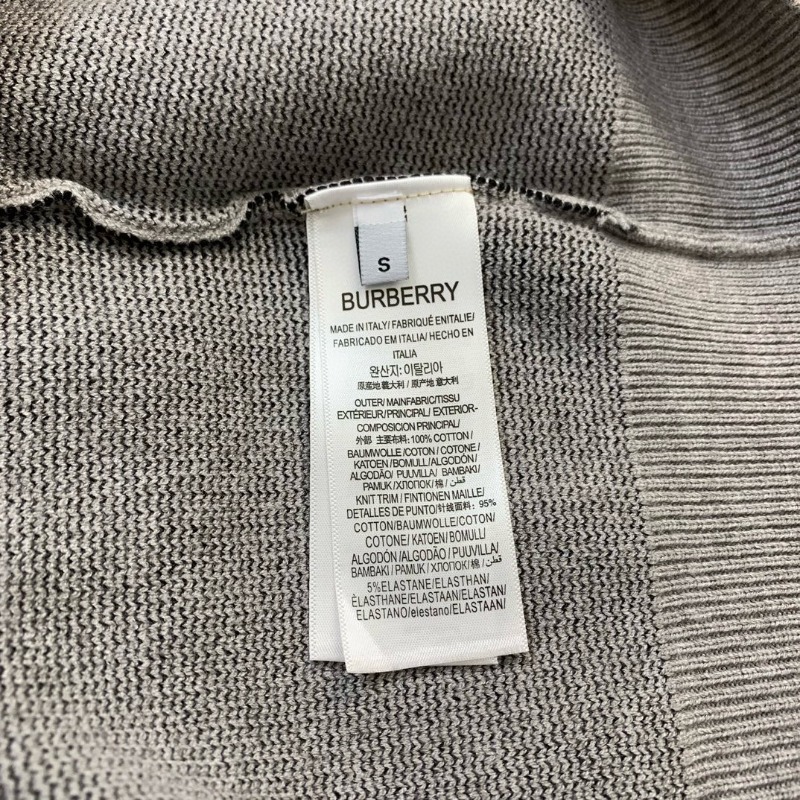 S
BURBERRY
MADE IN ITALY/ FABRIQUÉ ENITALIE/
FABRICADO EM ITALIA/ HECHO EN
ITALIA
완산지: 이탈리아
原産地 義大利 / 原产地 意大利
OUTER/ MAINFABRIC/TISSU
EXTÉRIEUR/PRINCIPAL/ EXTERIOR-
COMPOSICION PRINCIPAL/
外部 主要布料: 100% COTTON/
BAUMWOLLE /COTON / COTONE /
KATOEN /BOMULL/ ALGODÓN/
ALGODÃO/ PUUVILLA/ BAMBAKI/
PAMUK /ХЛОПОК/ 棉/ قطن
KNIT TRIM / FINTIONEN MAILLE/
DETALLES DE PUNTO/针线面料: 95%
COTTON/BAUMWOLLE/COTON/
COTONE/ KATOEN/ BOMULL/
ALGODÓN /ALGODÃO / PUUVILLA/
BAMBAKI / PAMUK / ХЛОПОК/ 棉/ قطن
5%ELASTANE/ELASTHAN/
ÈLASTHANE/ELASTAAN/ELASTAN/
ELASTANO/elestano/ELASTAAN/